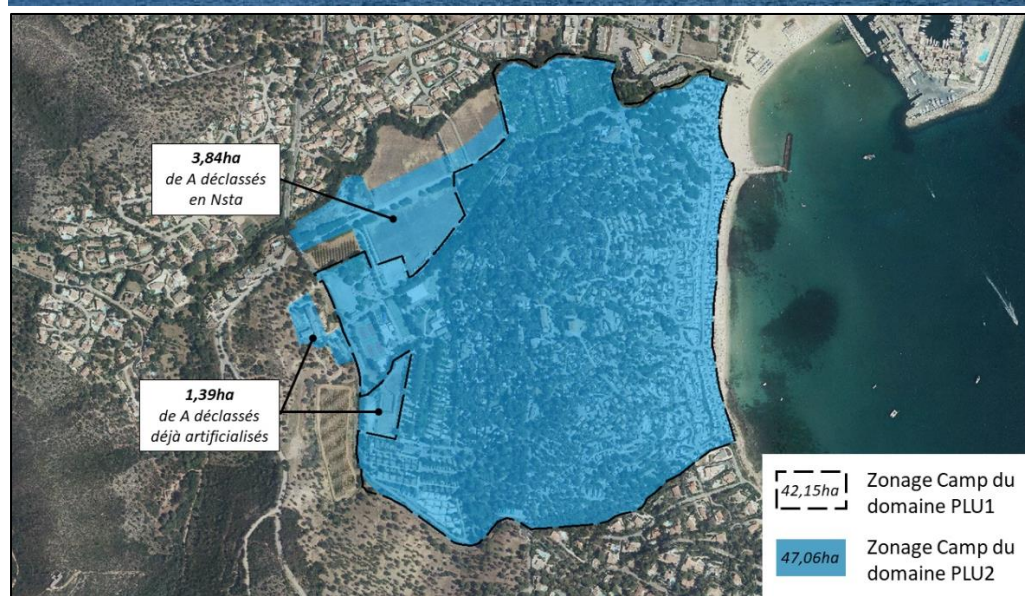 3,84ha
de A déclassés
en Nsta
1,39ha
de A déclassés
déjà artificialisés
42,15ha
Zonage Camp du
domaine PLU1
47,06ha
Zonage Camp du
domaine PLU2